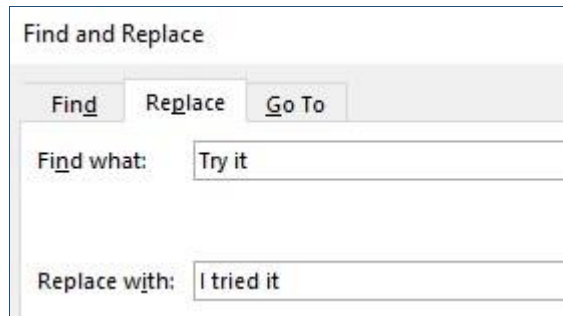 Find and Replace
Find Replace Go To
Find what: Try it
Replace with: I tried it